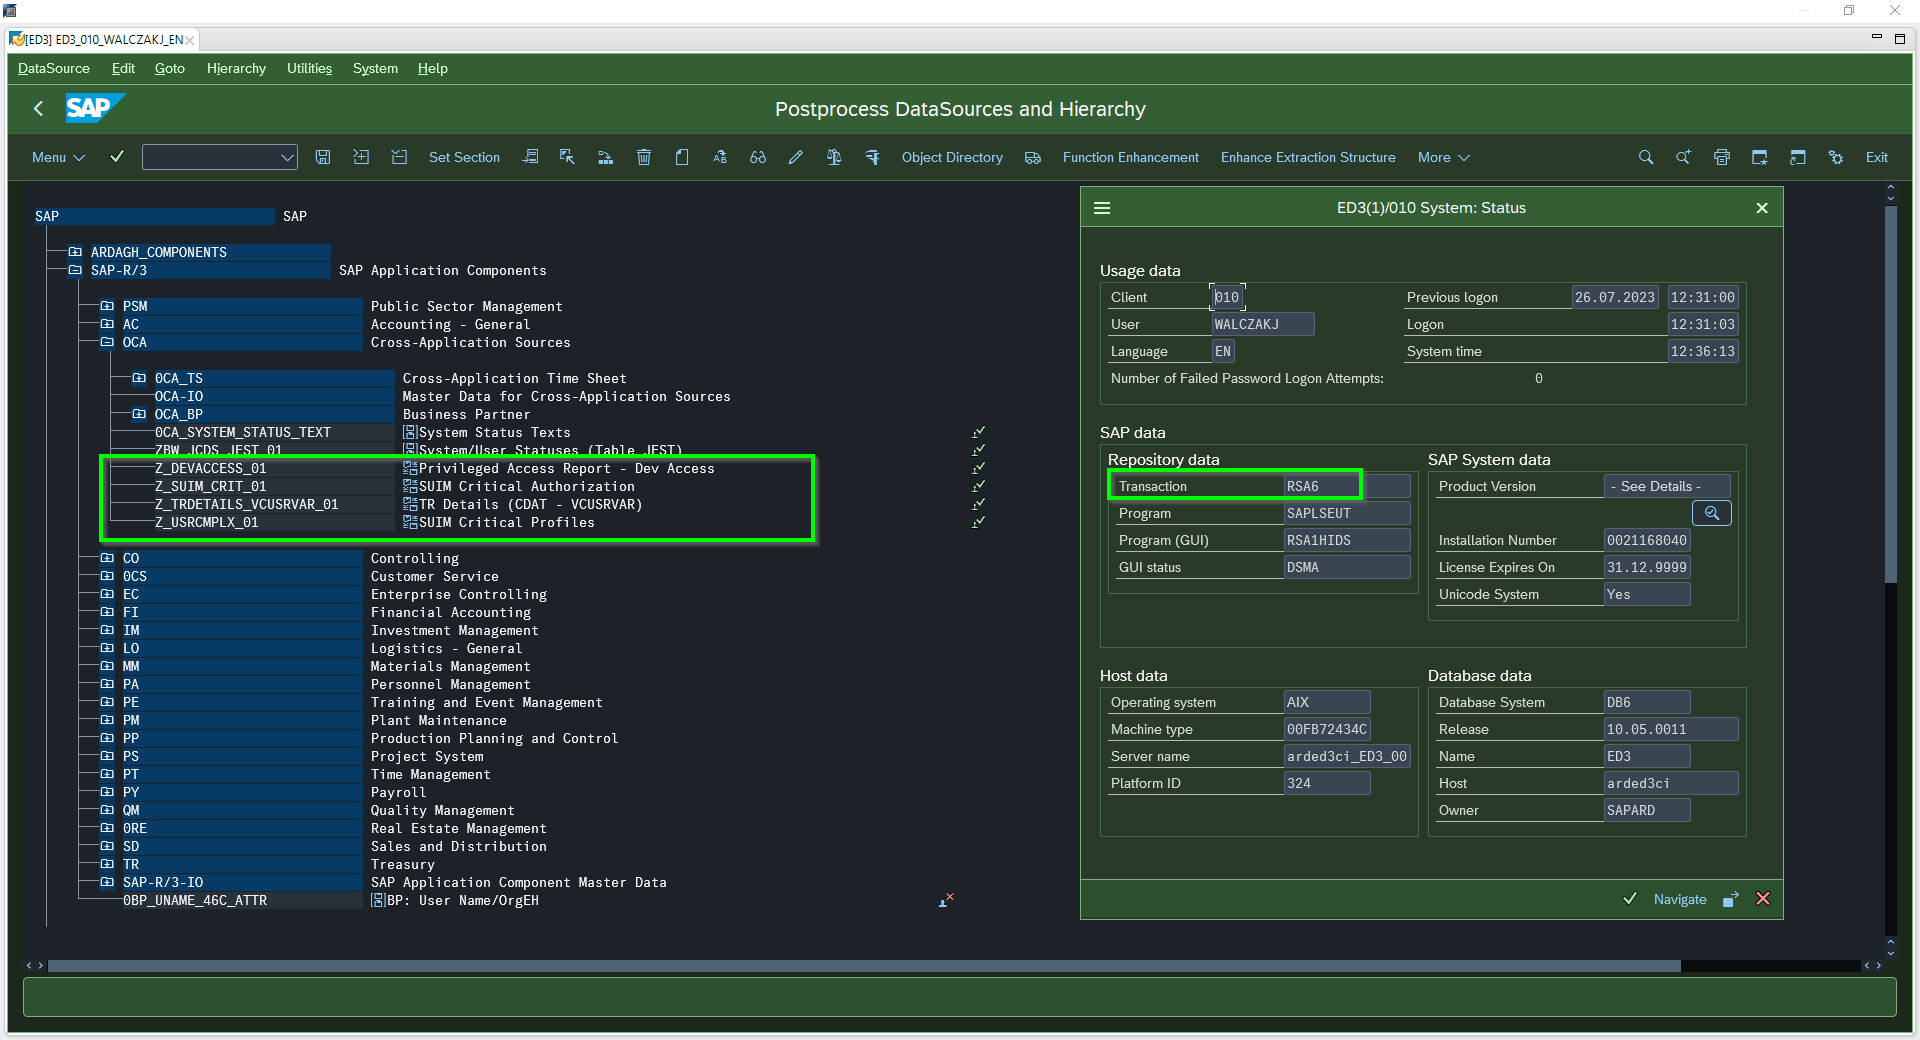 [ED3] ED3_010_WALCZAKJ_EN
DataSource Edit Goto Hierarchy Utilities System Help
SAP
Postprocess DataSources and Hierarchy
Menu Set Section Object Directory Function Enhancement Enhance Extraction Structure More Exit
SAP SAP
ARDAGH_COMPONENTS
SAP-R/3 SAP Application Components
PSM Public Sector Management
AC Accounting - General
OCA Cross-Application Sources
0CA_TS Cross-Application Time Sheet
OCA-IO Master Data for Cross-Application Sources
OCA_BP Business Partner
0CA_SYSTEM_STATUS_TEXT System Status Texts
ZBW_JCDS_JEST_01 System/User Statuses (Table JEST)
Z_DEVACCESS_01 Privileged Access Report - Dev Access
Z_SUIM_CRIT_01 SUIM Critical Authorization
Z_TRDETAILS_VCUSRVAR_01 TR Details (CDAT - VCUSRVAR)
Z_USRCMPLX_01 SUIM Critical Profiles
CO Controlling
0CS Customer Service
EC Enterprise Controlling
FI Financial Accounting
IM Investment Management
LO Logistics - General
MM Materials Management
PA Personnel Management
PE Training and Event Management
PM Plant Maintenance
PP Production Planning and Control
PS Project System
PT Time Management
PY Payroll
QM Quality Management
0RE Real Estate Management
SD Sales and Distribution
TR Treasury
SAP-R/3-IO SAP Application Component Master Data
0BP_UNAME_46C_ATTR BP: User Name/OrgEH
ED3(1)/010 System: Status
Usage data
Client 010 Previous logon 26.07.2023 12:31:00
User WALCZAKJ Logon 12:31:03
Language EN System time 12:36:13
Number of Failed Password Logon Attempts: 0
SAP data
Repository data
Transaction RSA6
Program SAPLSEUT
Program (GUI) RSA1HIDS
GUI status DSMA
SAP System data
Product Version - See Details -
Installation Number 0021168040
License Expires On 31.12.9999
Unicode System Yes
Host data
Operating system AIX
Machine type 00FB72434C
Server name arded3ci_ED3_00
Platform ID 324
Database data
Database System DB6
Release 10.05.0011
Name ED3
Host arded3ci
Owner SAPARD
Navigate